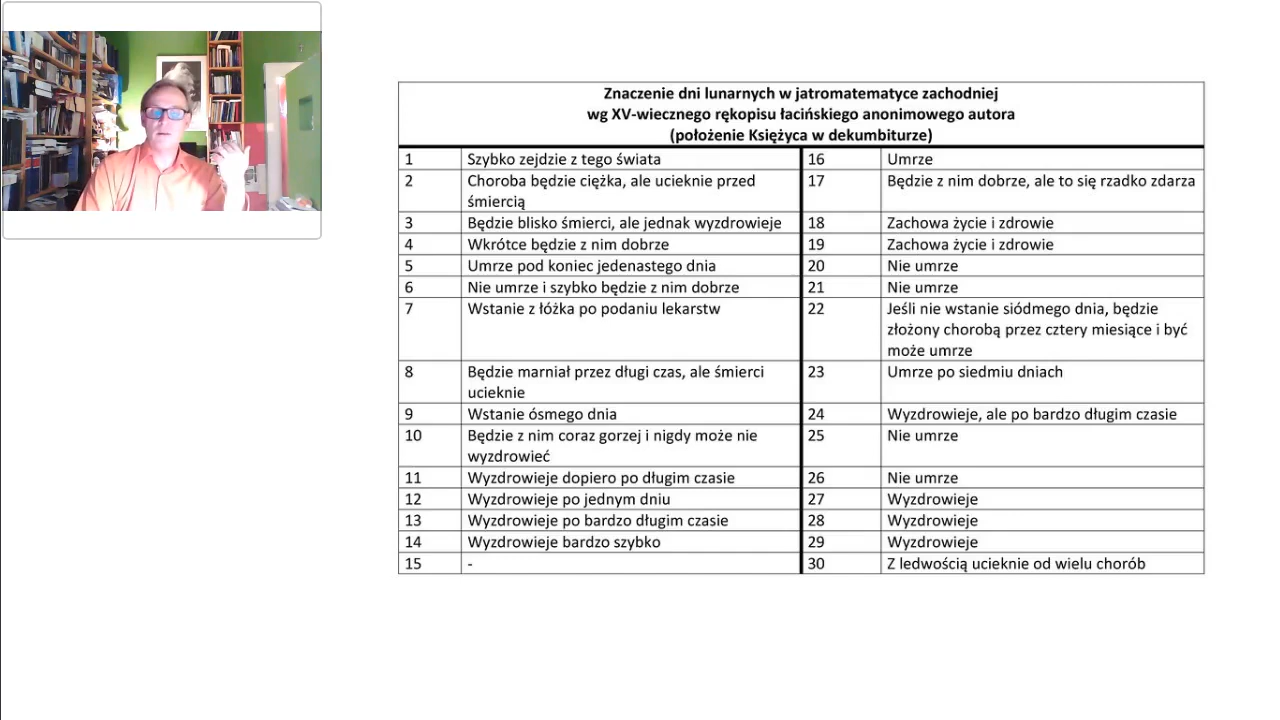 Znaczenie dni lunarnych w jatromatematyce zachodniej
wg XV-wiecznego rękopisu łacińskiego anonimowego autora
(położenie Księżyca w dekumbiturze)
1 Szybko zejdzie z tego świata
2 Choroba będzie ciężka, ale ucieknie przed
śmiercią
3 Będzie blisko śmierci, ale jednak wyzdrowieje
4 Wkrótce będzie z nim dobrze
5 Umrze pod koniec jedenastego dnia
6 Nie umrze i szybko będzie z nim dobrze
7 Wstanie z łóżka po podaniu lekarstw
8 Będzie marniał przez długi czas, ale śmierci
ucieknie
9 Wstanie ósmego dnia
10 Będzie z nim coraz gorzej i nigdy może nie
wyzdrowieć
11 Wyzdrowieje dopiero po długim czasie
12 Wyzdrowieje po jednym dniu
13 Wyzdrowieje po bardzo długim czasie
14 Wyzdrowieje bardzo szybko
15 -
16 Umrze
17 Będzie z nim dobrze, ale to się rzadko zdarza
18 Zachowa życie i zdrowie
19 Zachowa życie i zdrowie
20 Nie umrze
21 Nie umrze
22 Jeśli nie wstanie siódmego dnia, będzie
złożony chorobą przez cztery miesiące i być
może umrze
23 Umrze po siedmiu dniach
24 Wyzdrowieje, ale po bardzo długim czasie
25 Nie umrze
26 Nie umrze
27 Wyzdrowieje
28 Wyzdrowieje
29 Wyzdrowieje
30 Z ledwością ucieknie od wielu chorób